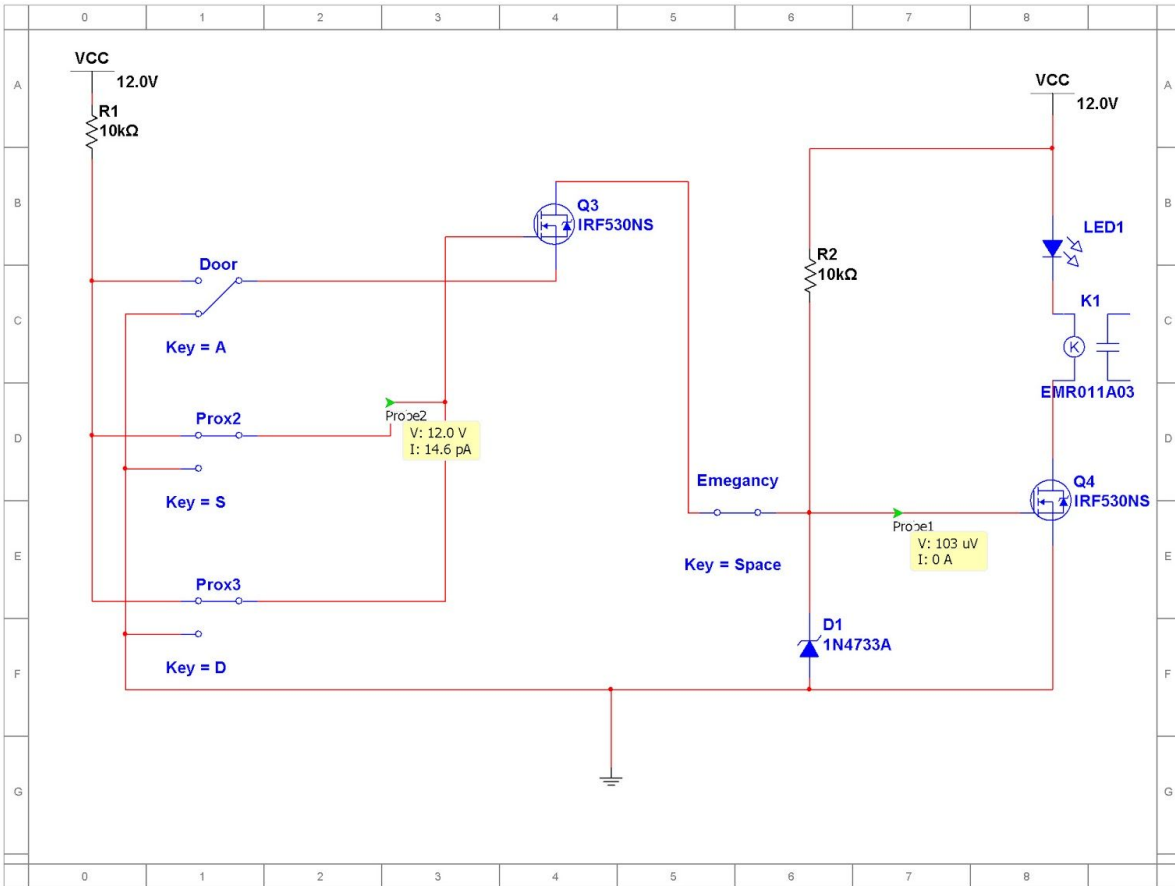 0 1 2 3 4 5 6 7 8
A
B
C
D
E
F
G
VCC
12.0V
R1
10kΩ
VCC
12.0V
Q3
IRF530NS
LED1
R2
10kΩ
Door
Key = A
K1
K
EMR011A03
Prox2
Key = S
Probe2
V: 12.0 V
I: 14.6 pA
Emegancy
Key = Space
Q4
IRF530NS
Probe1
V: 103 uV
I: 0 A
Prox3
Key = D
D1
1N4733A
A
B
C
D
E
F
G
0 1 2 3 4 5 6 7 8